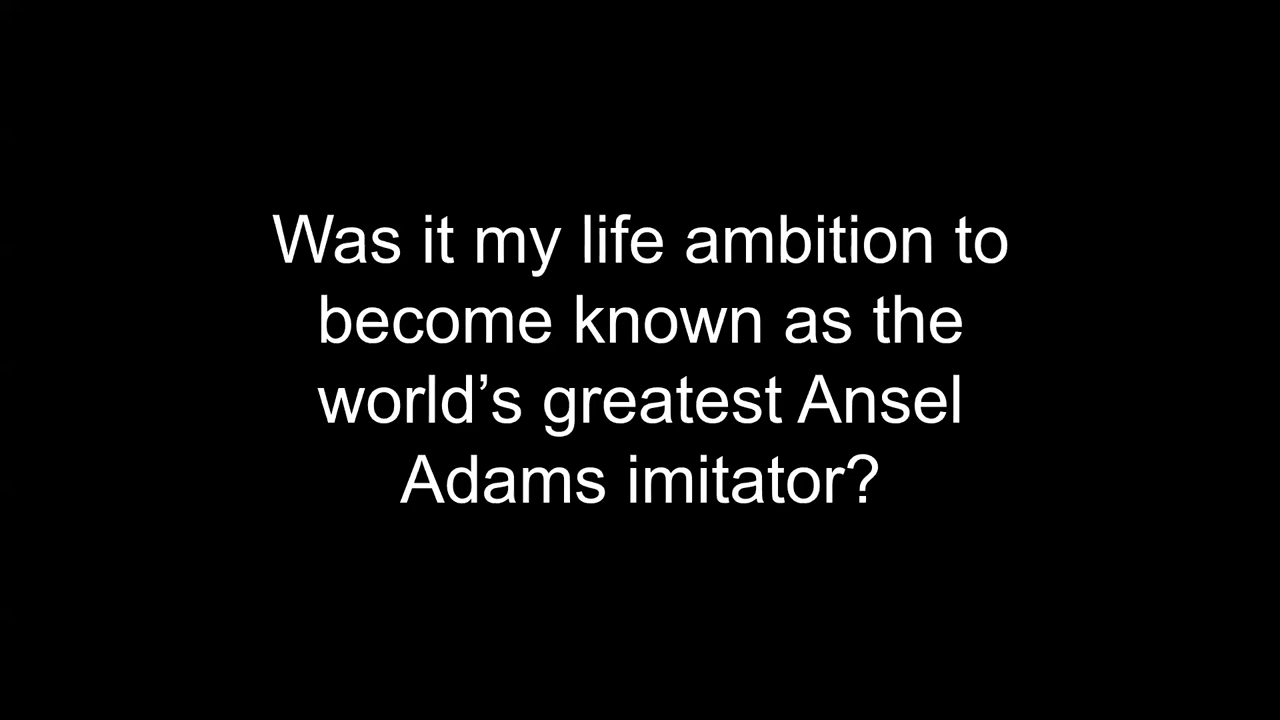 Was it my life ambition to
become known as the
world’s greatest Ansel
Adams imitator?